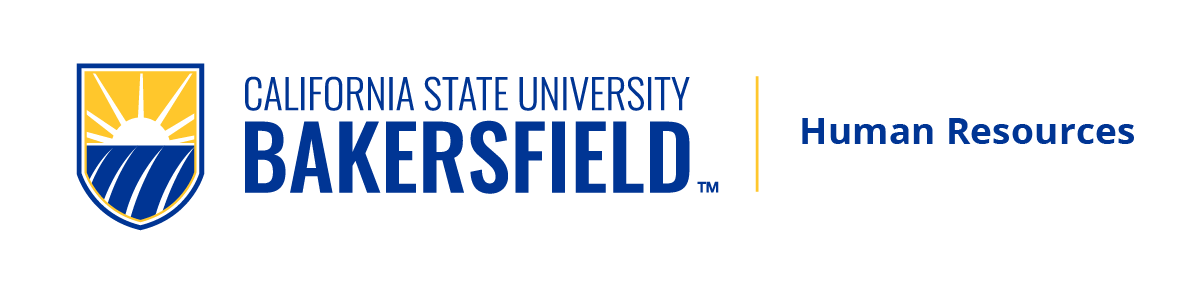 CALIFORNIA STATE UNIVERSITY
BAKERSFIELD™
Human Resources